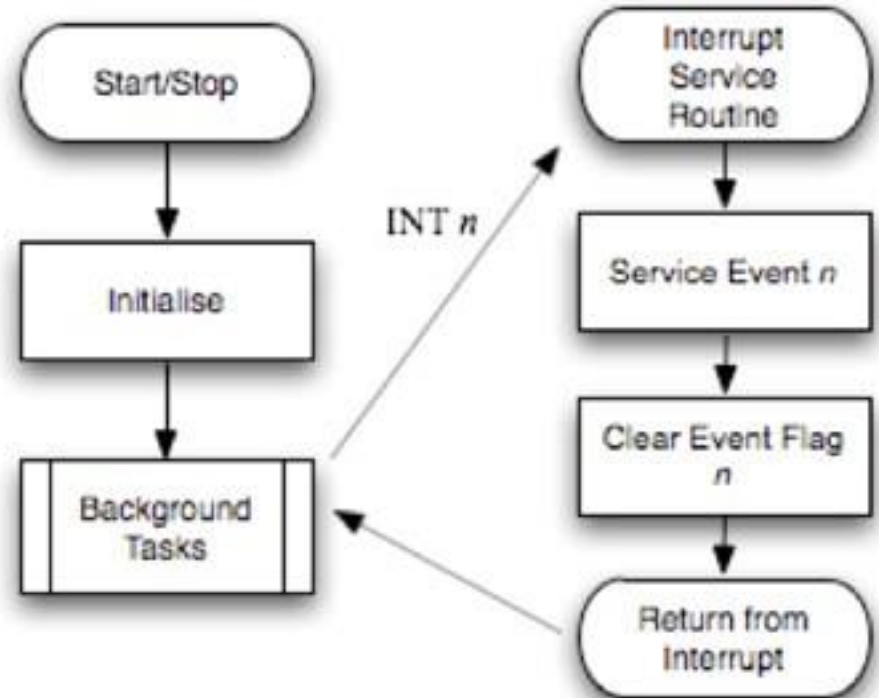 Start/Stop
Initialise
Background
Tasks
INT n
Interrupt
Service
Routine
Service Event n
Clear Event Flag
n
Return from
Interrupt